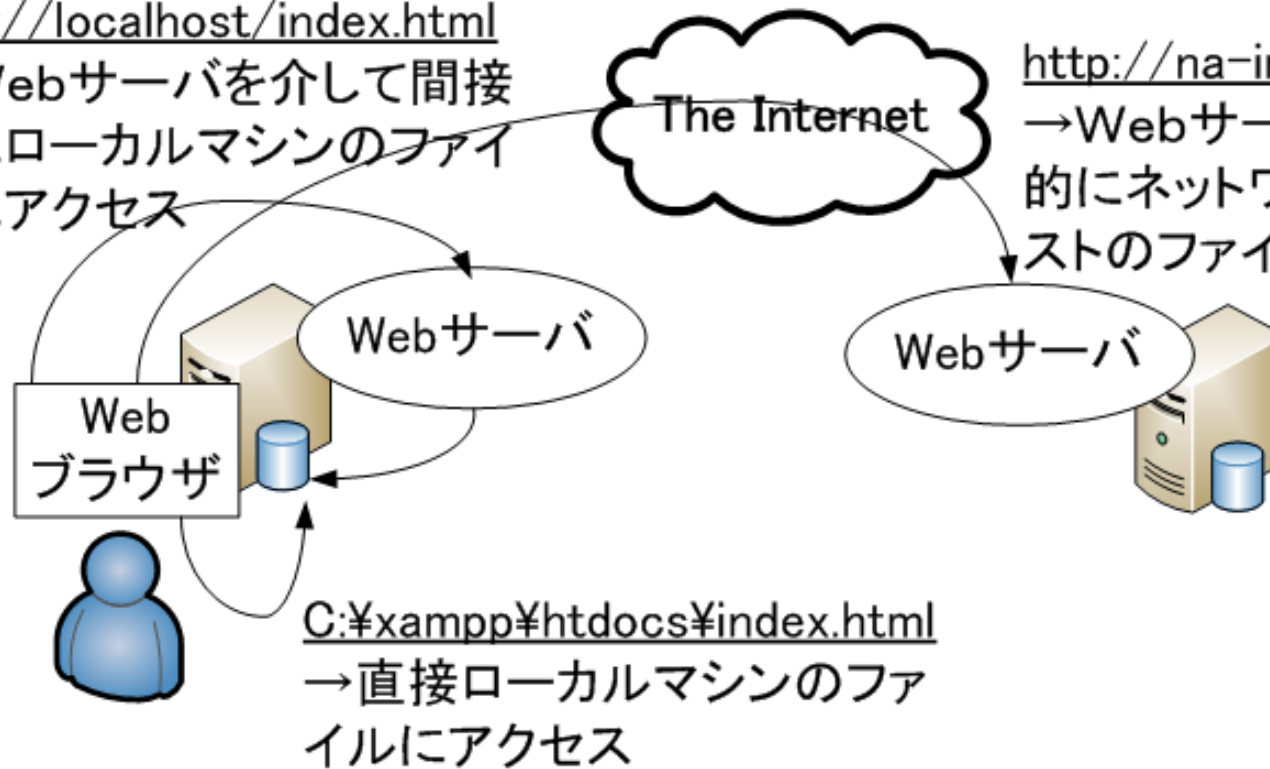 ://localhost/index.html
Webサーバを介して間接
ローカルマシンのファイ
アクセス
The Internet
http://na-in
→Webサー
的にネットワ
ストのファイ
Webサーバ
Webサーバ
Web
ブラウザ
C:¥xampp¥htdocs¥index.html
→直接ローカルマシンのファ
イルにアクセス